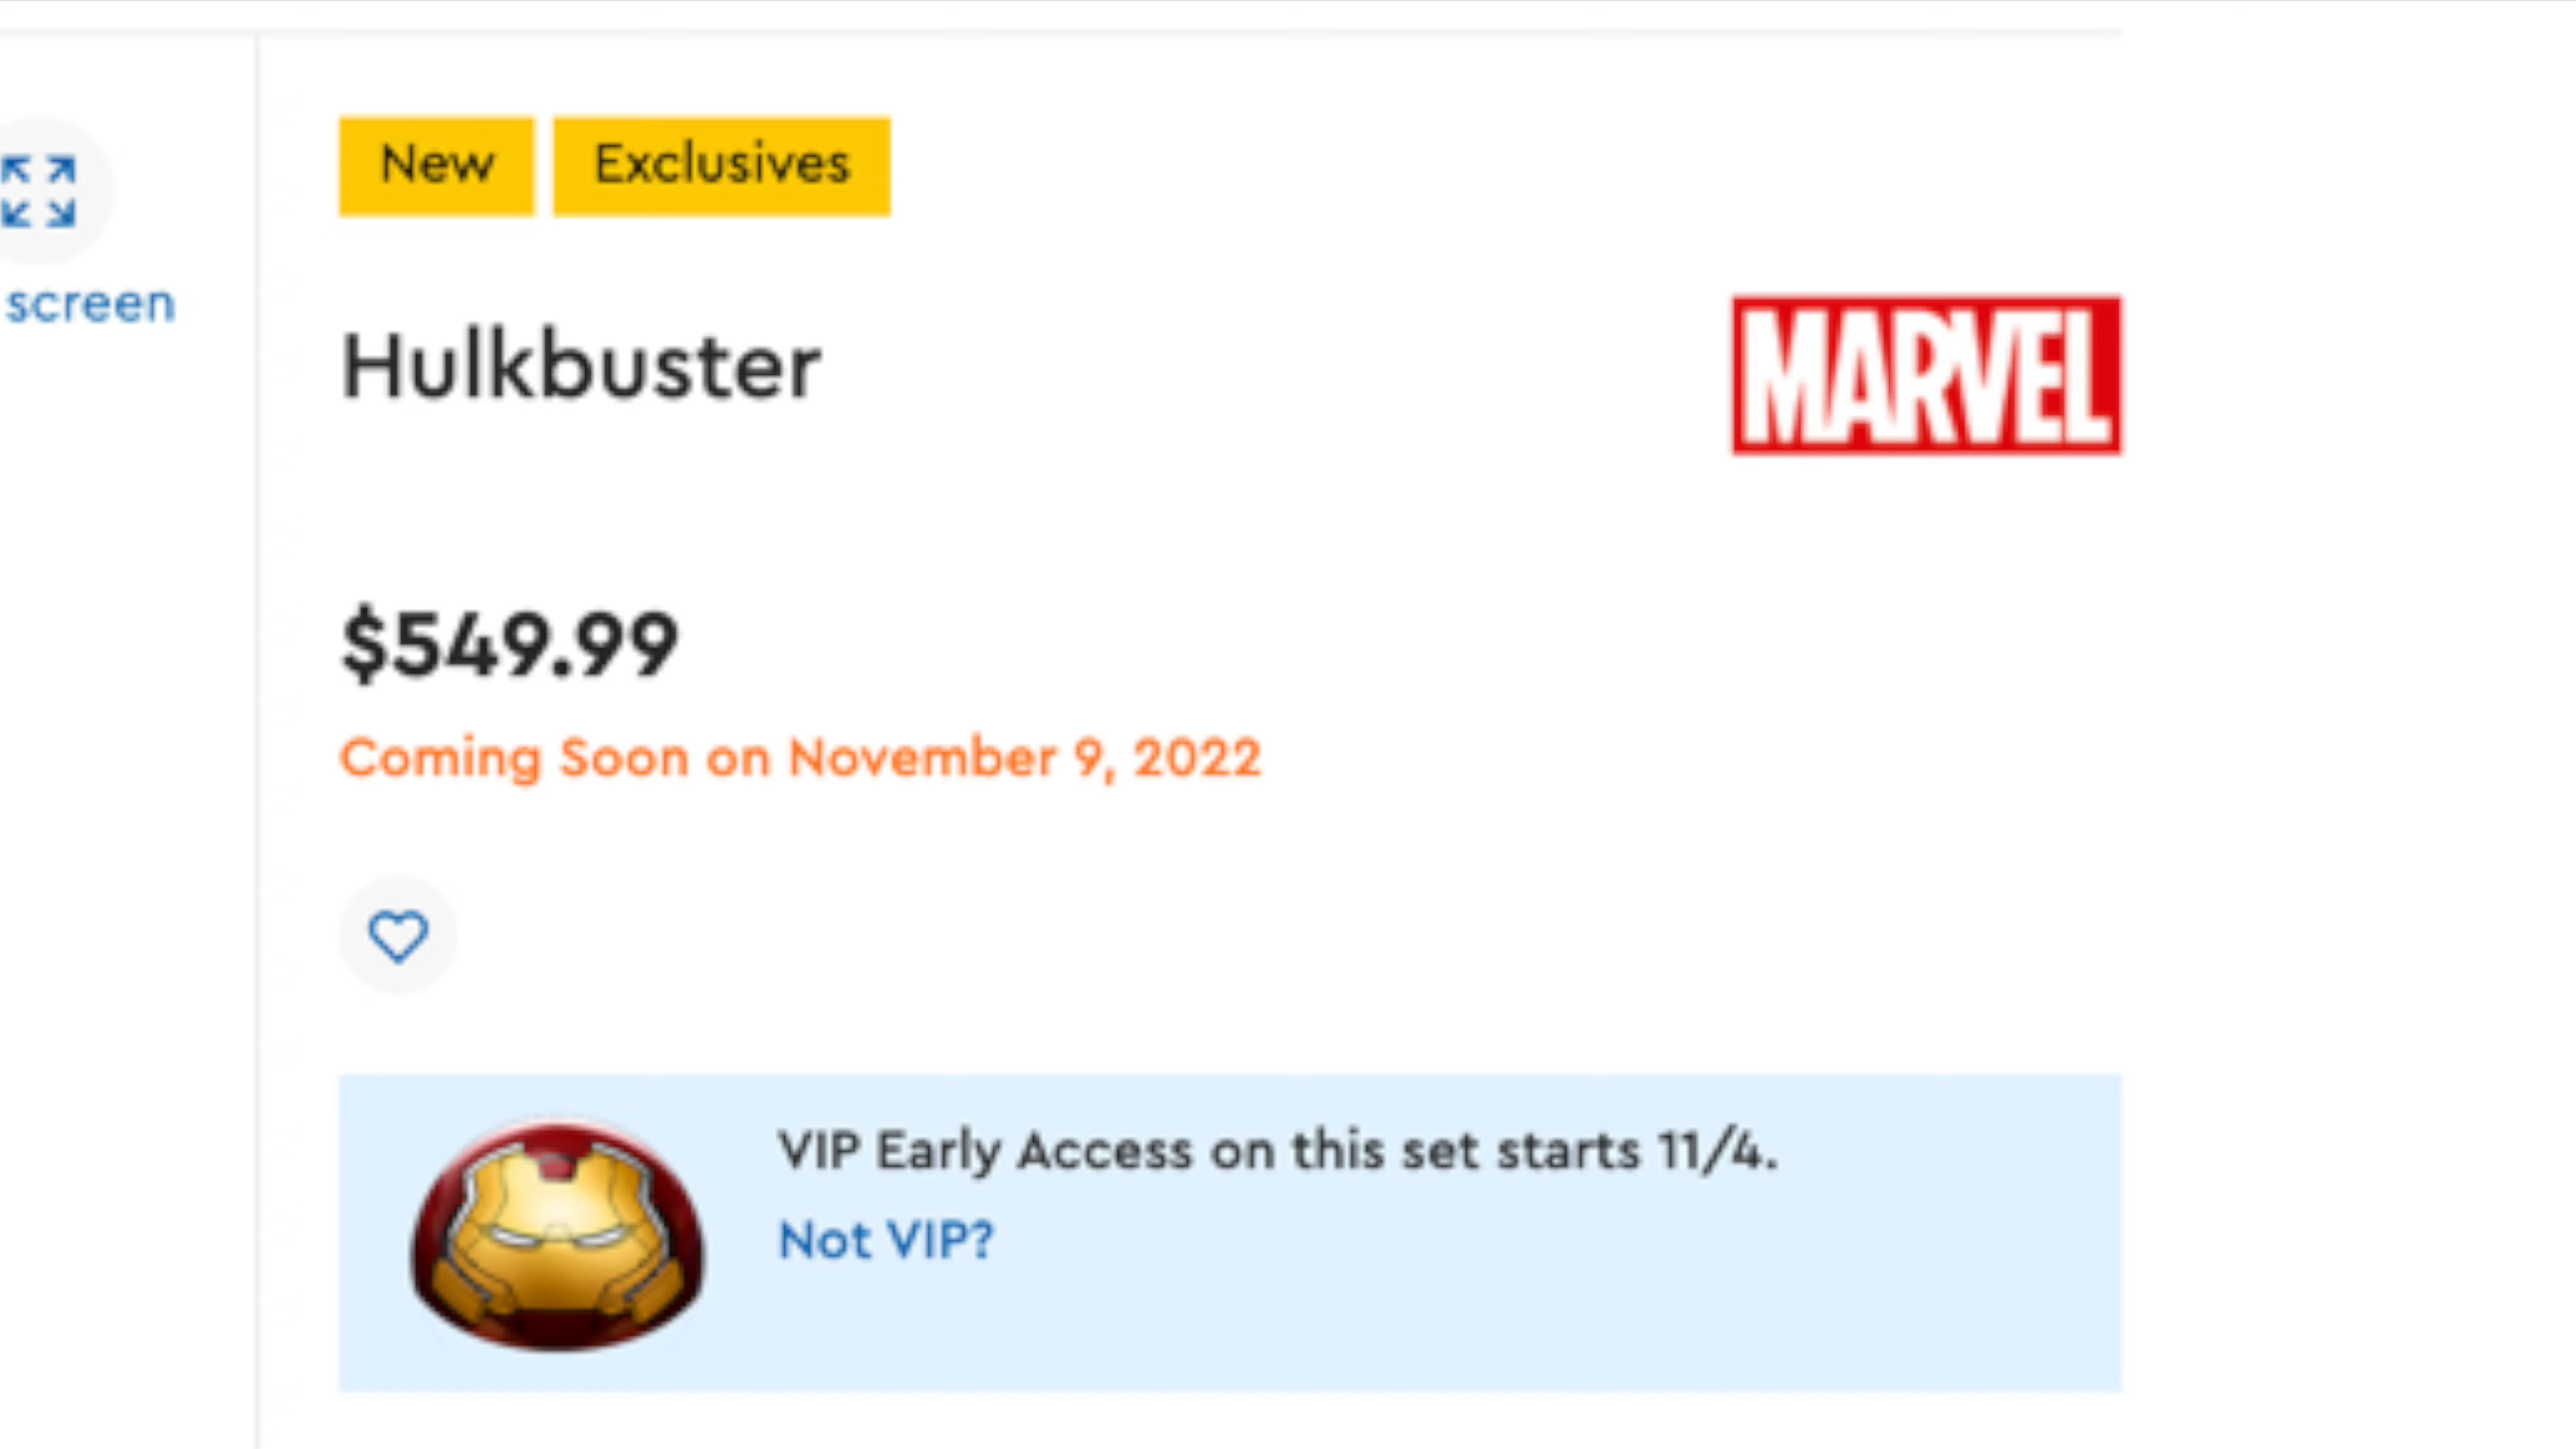 New
Exclusives
screen
Hulkbuster
MARVEL
$549.99
Coming Soon on November 9, 2022
VIP Early Access on this set starts 11/4.
Not VIP?